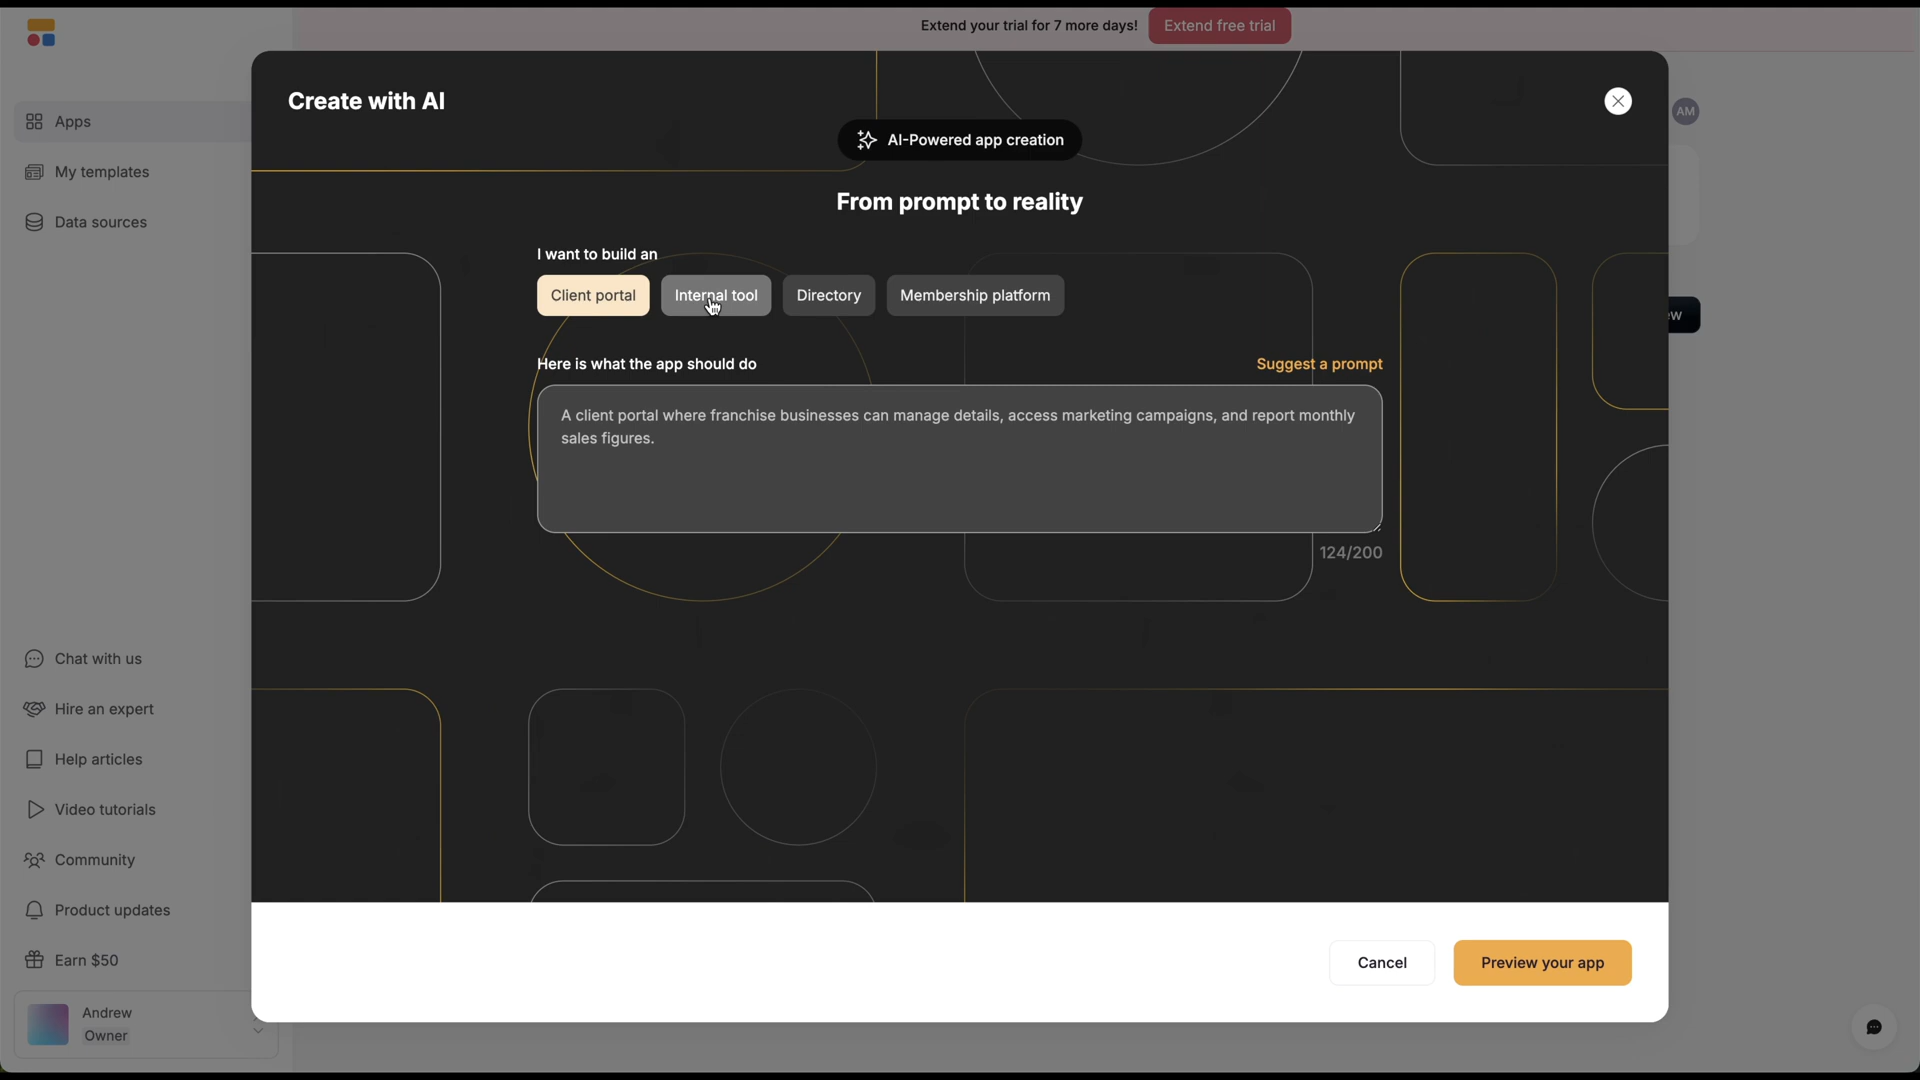 Extend your trial for 7 more days!
Extend free trial
Create with AI
AI-Powered app creation
From prompt to reality
AM
Apps
My templates
Data sources
I want to build an
Client portal
Internal tool
Directory
Membership platform
ew
Here is what the app should do
Suggest a prompt
A client portal where franchise businesses can manage details, access marketing campaigns, and report monthly
sales figures.
124/200
Chat with us
Hire an expert
Help articles
Video tutorials
Community
Product updates
Earn $50
Cancel
Preview your app
Andrew
Owner